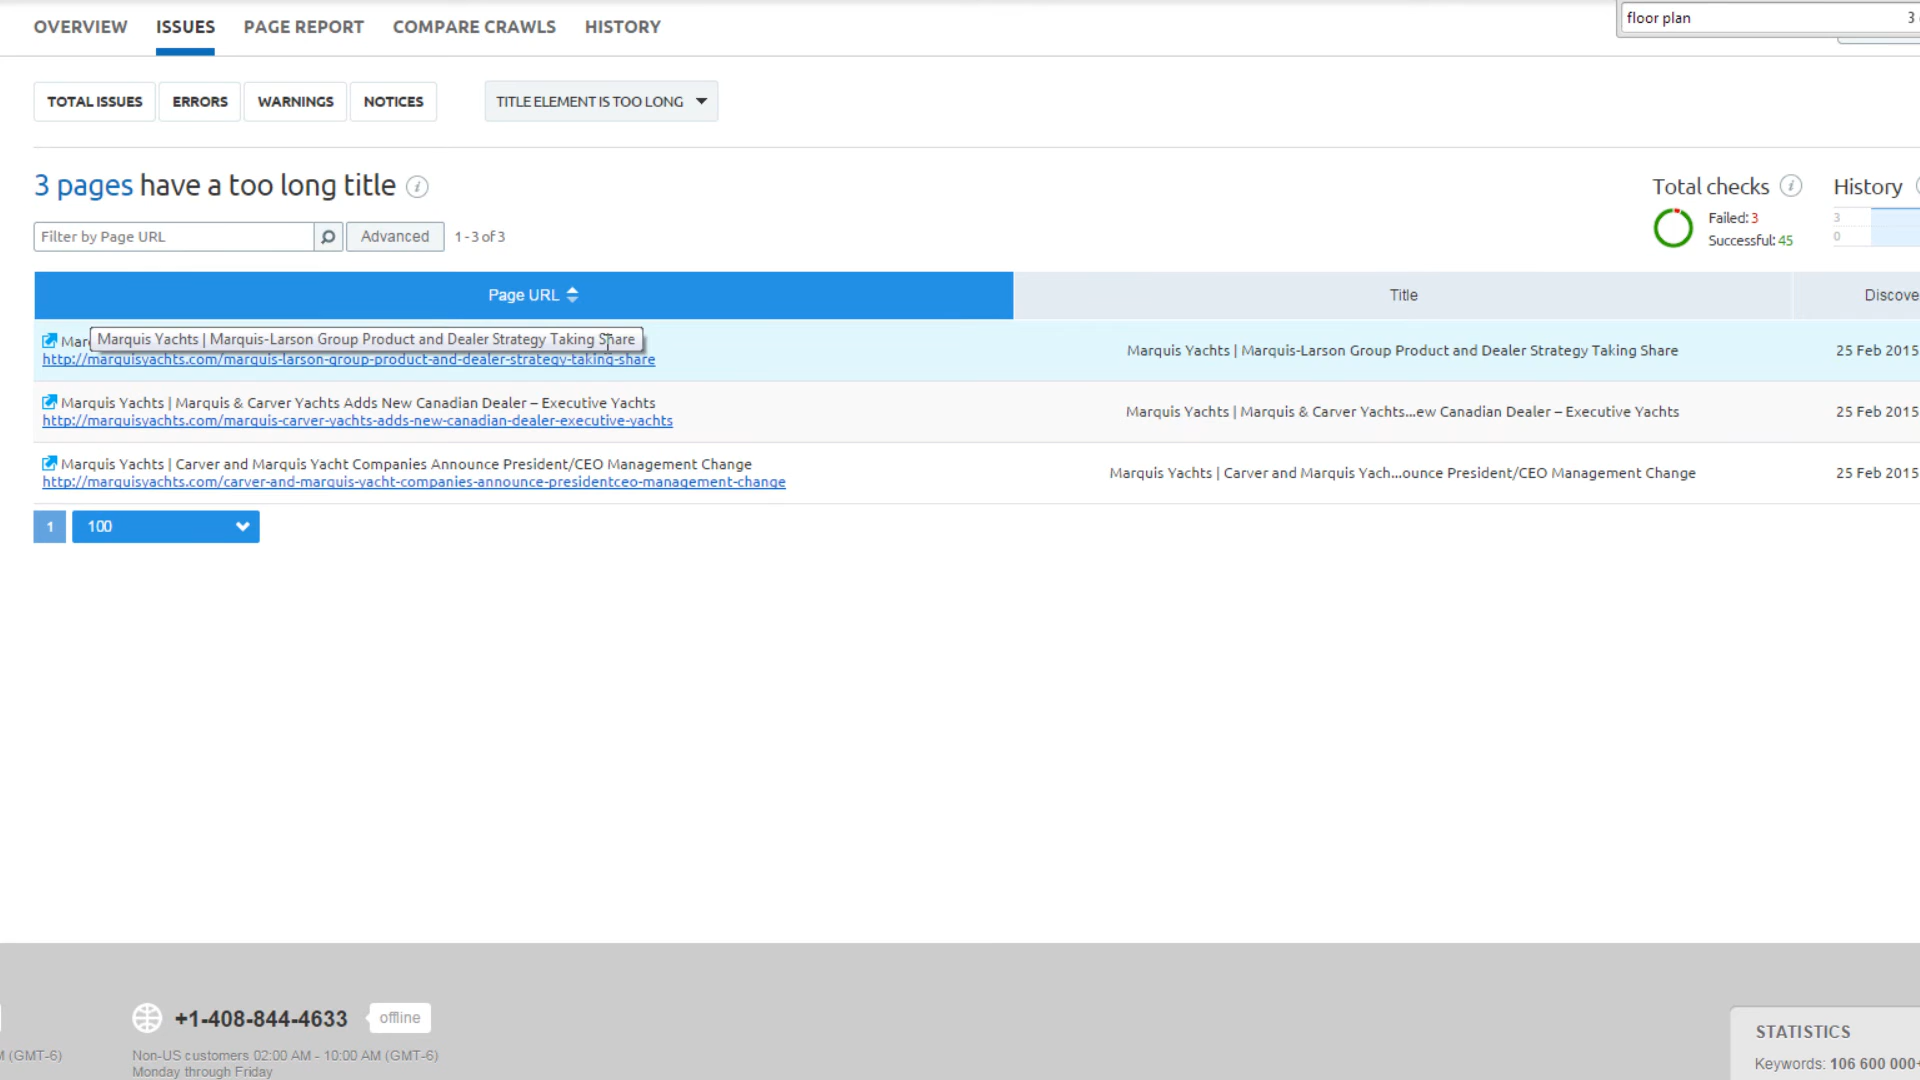 OVERVIEW ISSUES PAGE REPORT COMPARE CRAWLS HISTORY
floor plan 3
TOTAL ISSUES ERRORS WARNINGS NOTICES TITLE ELEMENT IS TOO LONG
3 pages have a too long title
Total checks History
Failed: 3
Successful: 45
3
0
Filter by Page URL Advanced 1 - 3 of 3
Page URL Title Discove
Mar Marquis Yachts | Marquis-Larson Group Product and Dealer Strategy Taking Share
http://marquisyachts.com/marquis-larson-group-product-and-dealer-strategy-taking-share
Marquis Yachts | Marquis-Larson Group Product and Dealer Strategy Taking Share 25 Feb 2015
Marquis Yachts | Marquis & Carver Yachts Adds New Canadian Dealer – Executive Yachts
http://marquisyachts.com/marquis-carver-yachts-adds-new-canadian-dealer-executive-yachts
Marquis Yachts | Marquis & Carver Yachts...ew Canadian Dealer – Executive Yachts 25 Feb 2015
Marquis Yachts | Carver and Marquis Yacht Companies Announce President/CEO Management Change
http://marquisyachts.com/carver-and-marquis-yacht-companies-announce-presidentceo-management-change
Marquis Yachts | Carver and Marquis Yach...ounce President/CEO Management Change 25 Feb 2015
1 100
+1-408-844-4633 offline
M (GMT-6) Non-US customers 02:00 AM - 10:00 AM (GMT-6)
Monday through Friday
STATISTICS
Keywords: 106 600 000+